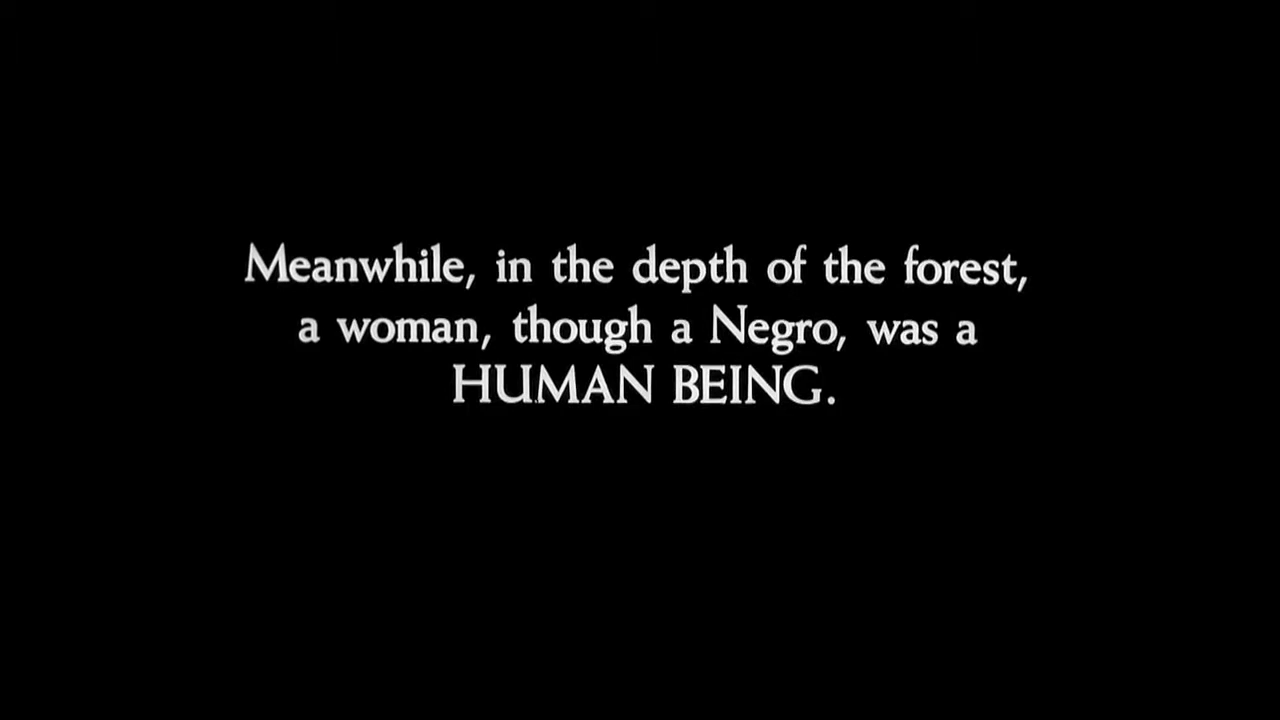 Meanwhile, in the depth of the forest,
a woman, though a Negro, was a
HUMAN BEING.